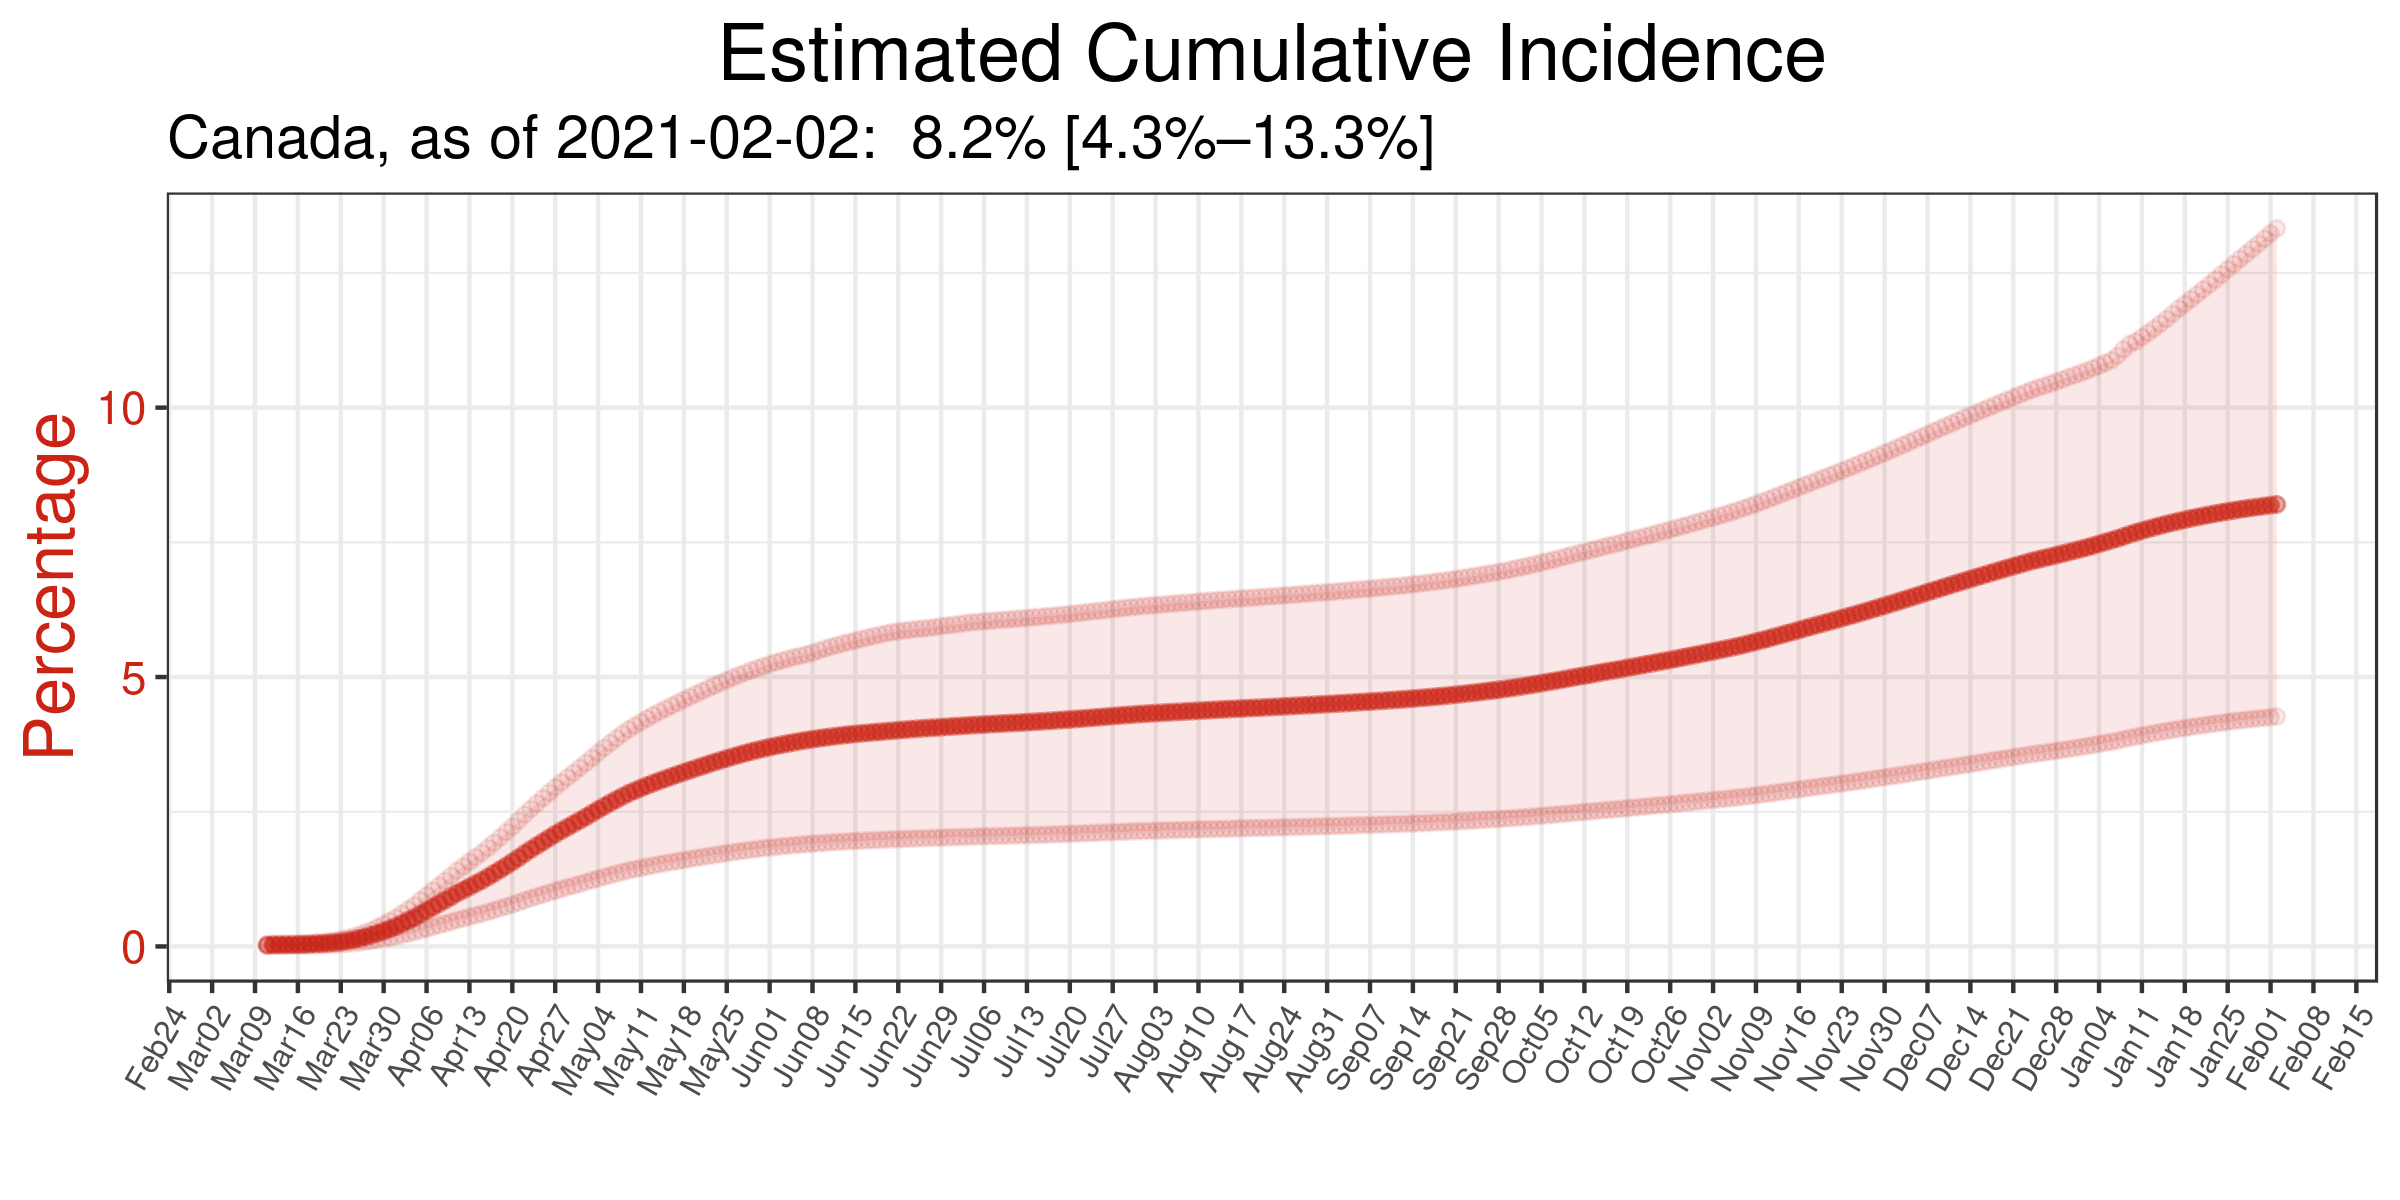 Estimated Cumulative Incidence
Canada, as of 2021-02-02: 8.2% [4.3%–13.3%]
Percentage
10
5
0
Feb24
Mar02
Mar09
Mar16
Mar23
Mar30
Apr06
Apr13
Apr20
Apr27
May04
May11
May18
May25
Jun01
Jun08
Jun15
Jun22
Jun29
Jul06
Jul13
Jul20
Jul27
Aug03
Aug10
Aug17
Aug24
Aug31
Sep07
Sep14
Sep21
Sep28
Oct05
Oct12
Oct19
Oct26
Nov02
Nov09
Nov16
Nov23
Nov30
Dec07
Dec14
Dec21
Dec28
Jan04
Jan11
Jan18
Jan25
Feb01
Feb08
Feb15